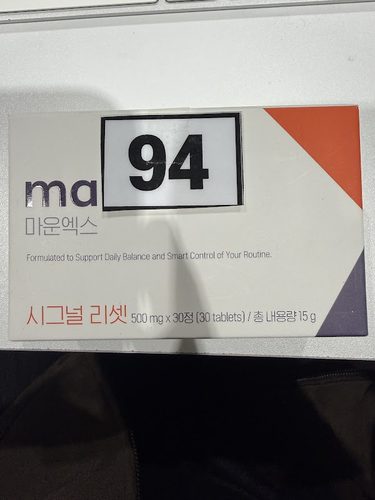 94
ma
마운엑스
Formulated to Support Daily Balance and Smart Control of Your Routine.
시그널 리셋 500 mg x 30정 (30 tablets) / 총 내용량 15 g